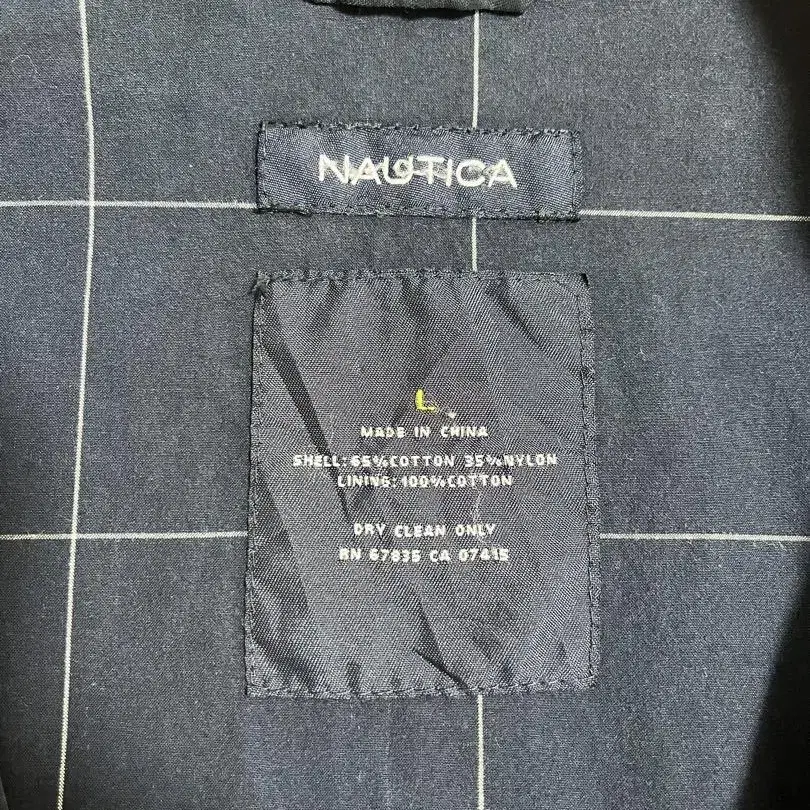 NAUTICA
L
MADE IN CHINA
SHELL: 65%COTTON 35%NYLON
LINING: 100%COTTON
DRY CLEAN ONLY
RN 67835 CA 07415